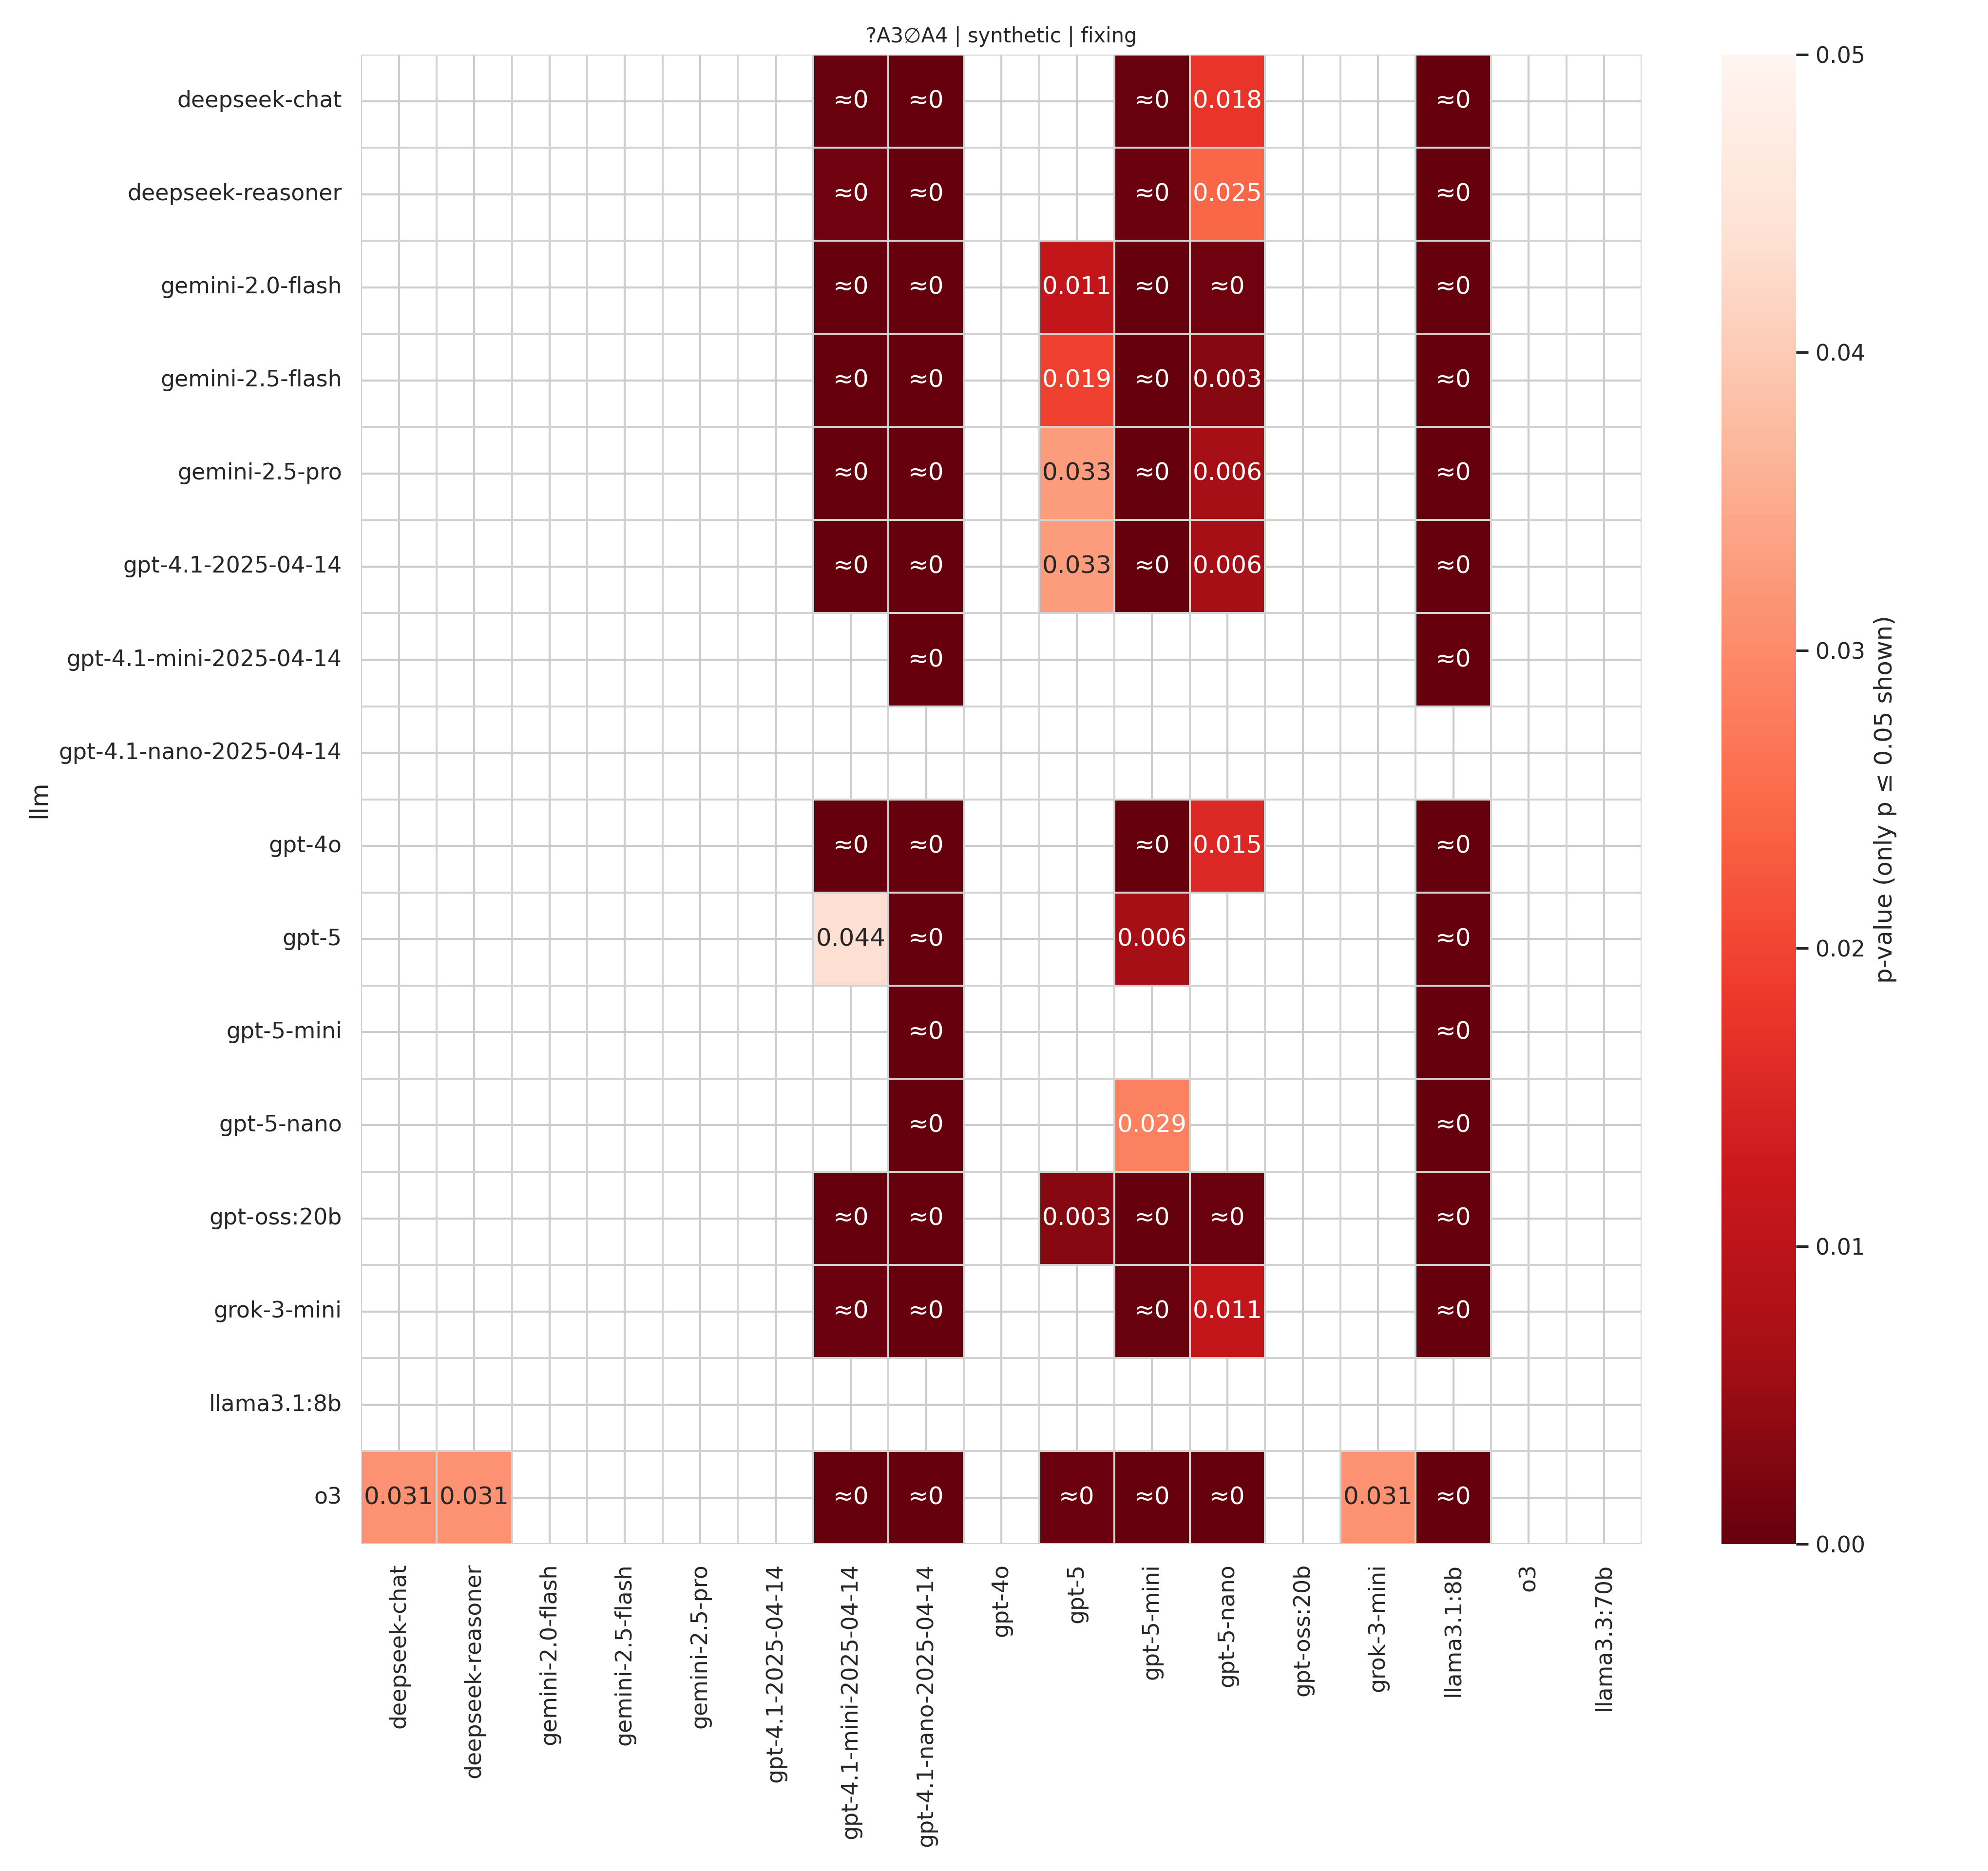 ?A3∅A4 | synthetic | fixing
deepseek-chat ≈0 ≈0 ≈0 0.018 ≈0
deepseek-reasoner ≈0 ≈0 ≈0 0.025 ≈0
gemini-2.0-flash ≈0 ≈0 0.011 ≈0 ≈0 ≈0
gemini-2.5-flash ≈0 ≈0 0.019 ≈0 0.003 ≈0
gemini-2.5-pro ≈0 ≈0 0.033 ≈0 0.006 ≈0
gpt-4.1-2025-04-14 ≈0 ≈0 0.033 ≈0 0.006 ≈0
gpt-4.1-mini-2025-04-14 ≈0 ≈0
gpt-4.1-nano-2025-04-14
gpt-4o ≈0 ≈0 ≈0 0.015 ≈0
gpt-5 0.044 ≈0 0.006 ≈0
gpt-5-mini ≈0 ≈0
gpt-5-nano ≈0 0.029 ≈0
gpt-oss:20b ≈0 ≈0 0.003 ≈0 ≈0 ≈0
grok-3-mini ≈0 ≈0 ≈0 0.011 ≈0
llama3.1:8b
o3 0.031 0.031 ≈0 ≈0 ≈0 ≈0 ≈0 0.031 ≈0
llm
deepseek-chat
deepseek-reasoner
gemini-2.0-flash
gemini-2.5-flash
gemini-2.5-pro
gpt-4.1-2025-04-14
gpt-4.1-mini-2025-04-14
gpt-4.1-nano-2025-04-14
gpt-4o
gpt-5
gpt-5-mini
gpt-5-nano
gpt-oss:20b
grok-3-mini
llama3.1:8b
o3
llama3.3:70b
0.05
0.04
0.03
0.02
0.01
0.00
p-value (only p ≤ 0.05 shown)